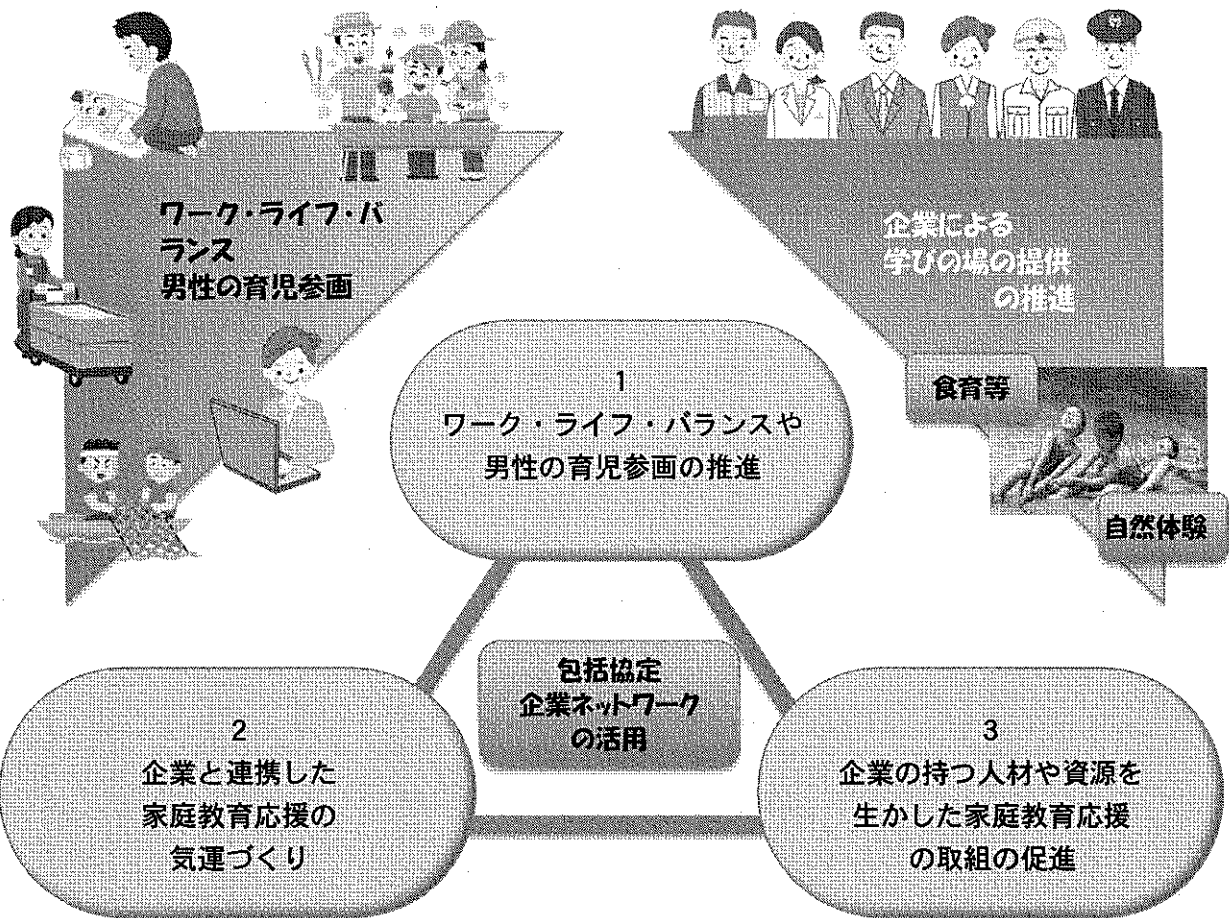 ワーク・ライフ・バ
ランス
男性の育児参画
企業による
学びの場の提供
の推進
食育等
自然体験
1
ワーク・ライフ・バランスや
男性の育児参画の推進
包括協定
企業ネットワーク
の活用
2
企業と連携した
家庭教育応援の
気運づくり
3
企業の持つ人材や資源を
生かした家庭教育応援
の取組の促進